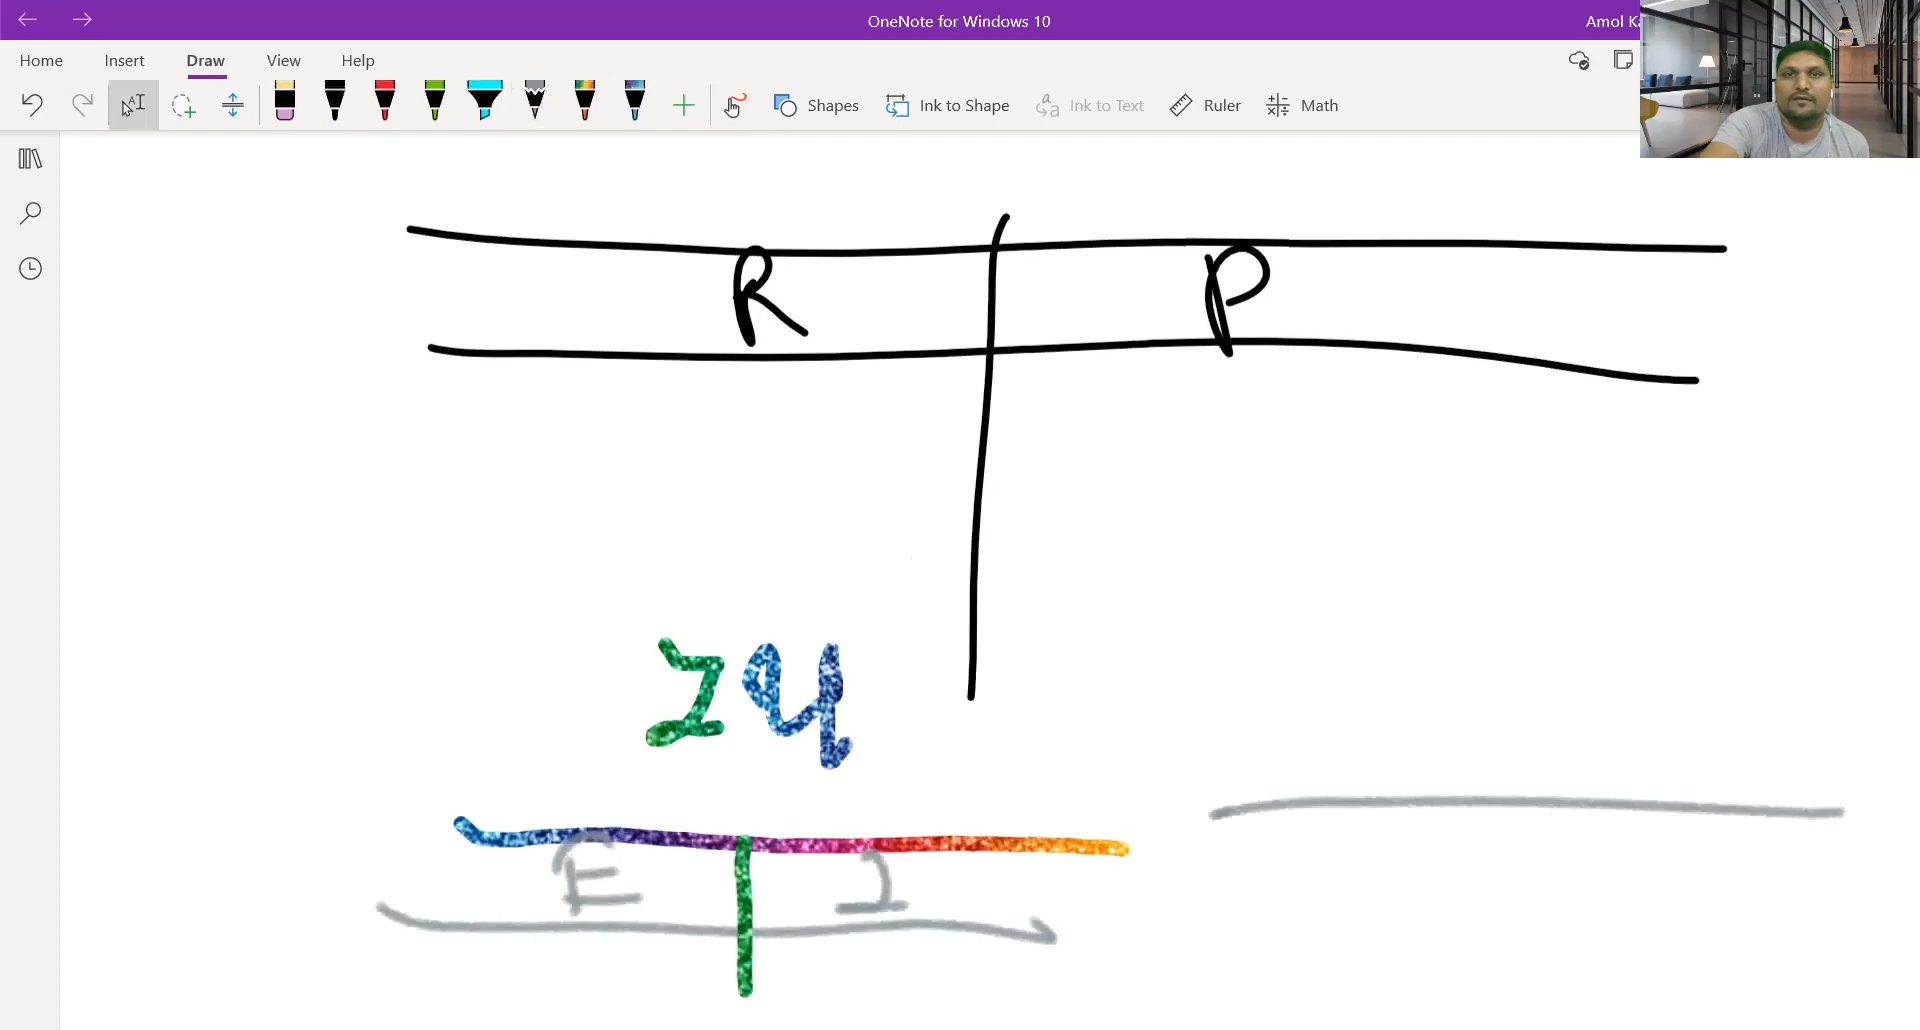 OneNote for Windows 10
Amol Ka
Home Insert Draw View Help
Shapes Ink to Shape Ink to Text Ruler Math
R P
E I